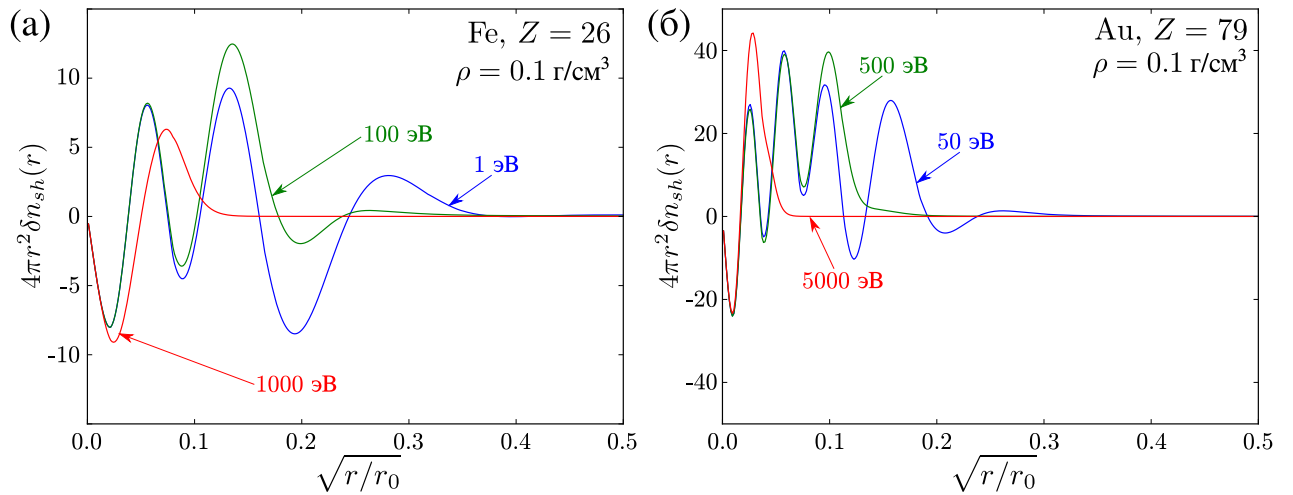 (а)
Fe, Z = 26
ρ = 0.1 г/см³
100 эВ
1 эВ
1000 эВ
10
5
0
-5
-10
4πr²δn_sh(r)
0.0 0.1 0.2 0.3 0.4 0.5
√r/r₀
(б)
Au, Z = 79
ρ = 0.1 г/см³
500 эВ
50 эВ
5000 эВ
40
20
0
-20
-40
4πr²δn_sh(r)
0.0 0.1 0.2 0.3 0.4 0.5
√r/r₀